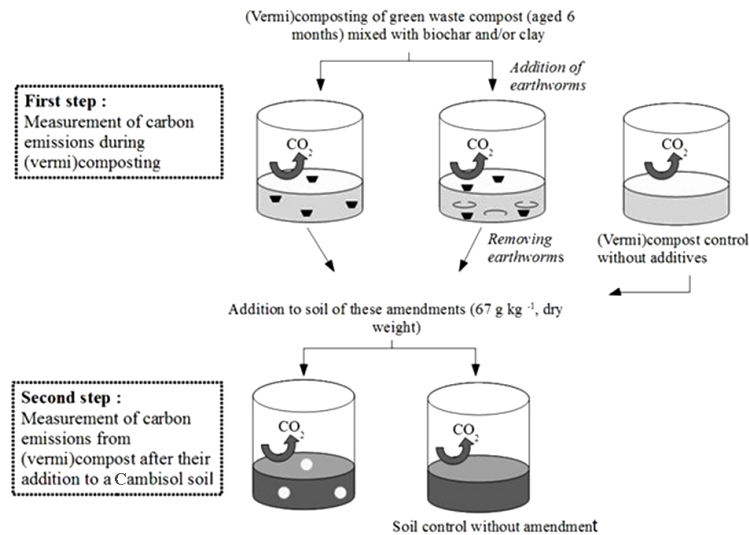 (Vermi)composting of green waste compost (aged 6
months) mixed with biochar and/or clay
Addition of
earthworms
First step :
Measurement of carbon
emissions during
(vermi)composting
CO2
CO2
CO2
Removing
earthworms
(Vermi)compost control
without additives
Addition to soil of these amendments (67 g kg -1, dry
weight)
Second step :
Measurement of carbon
emissions from
(vermi)compost after their
addition to a Cambisol soil
CO2
CO2
Soil control without amendment